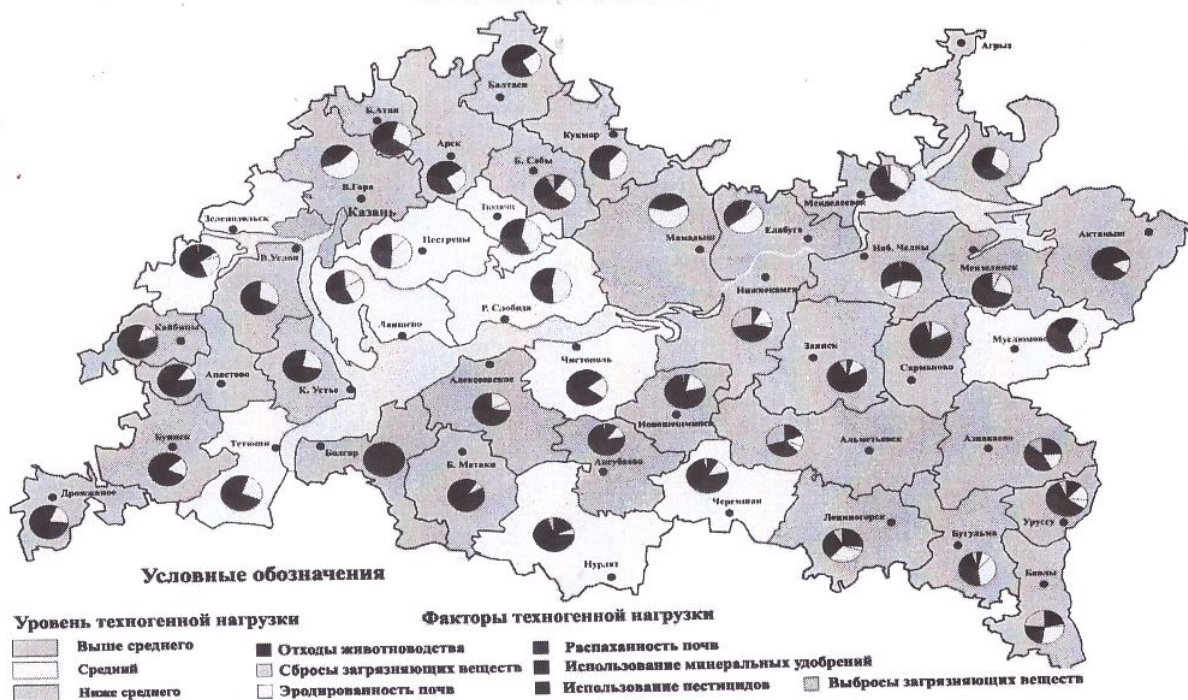 Агрыз
Балтаси
Б.Атня
Кукмор
Арск
Б. Сабы
В.Гора
Менделеевск
Казань
Тюлячи
Зеленодольск
Пестрецы
Мамадыш
Елабуга
Актаныш
В.Услон
Наб. Челны
Мензелинск
Нижнекамск
Р. Слобода
Лаишево
Кайбицы
Заинск
Муслюмово
Чистополь
Сарманово
Апастово
К. Устье
Алексеевское
Новошешминск
Буинск
Тетюши
Болгар
Альметьевск
Азнакаево
Б. Матаки
Аксубаево
Дрожжаное
Черемшан
Лениногорск
Уруссу
Бугульма
Нурлат
Бавлы
Условные обозначения
Уровень техногенной нагрузки
Выше среднего
Средний
Ниже среднего
Факторы техногенной нагрузки
Отходы животноводства
Сбросы загрязняющих веществ
Эродированность почв
Распаханность почв
Использование минеральных удобрений
Использование пестицидов
Выбросы загрязняющих веществ